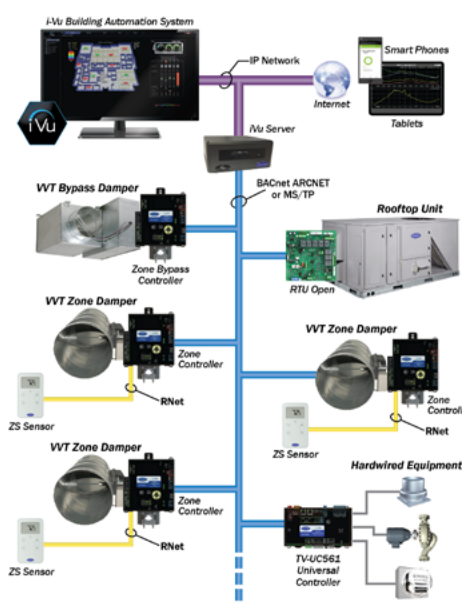 i-Vu Building Automation System
IP Network
Smart Phones
Internet
Tablets
iVu
iVu Server
BACnet ARCNET
or MS/TP
VVT Bypass Damper
Zone Bypass
Controller
Rooftop Unit
RTU Open
VVT Zone Damper
Zone
Controller
RNet
ZS Sensor
VVT Zone Damper
Zone
Controll
RNet
ZS Sensor
VVT Zone Damper
Zone
Controller
RNet
ZS Sensor
Hardwired Equipment
TV-UC561
Universal
Controller